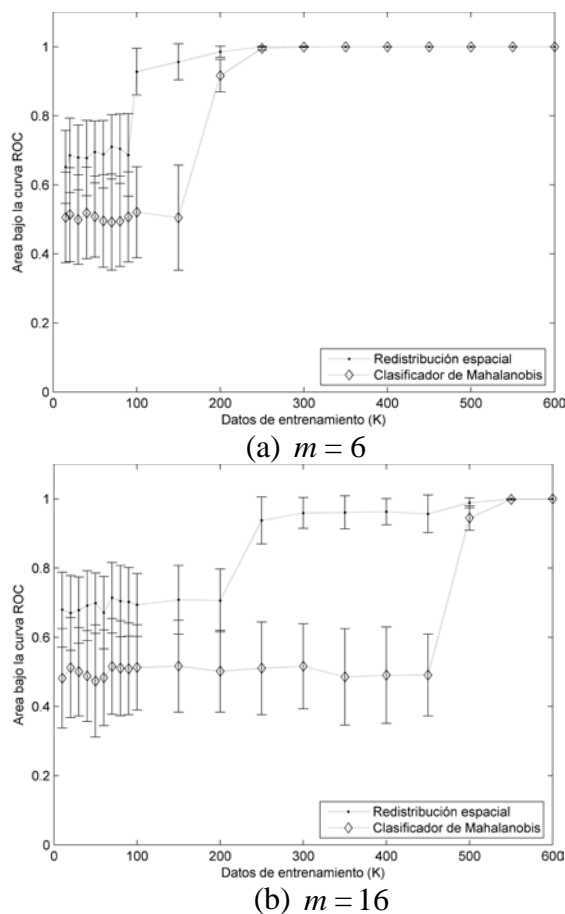 1
0.8
0.6
0.4
0.2
0
Area bajo la curva ROC
0 100 200 300 400 500 600
Datos de entrenamiento (K)
Redistribución espacial
Clasificador de Mahalanobis
(a) m = 6
1
0.8
0.6
0.4
0.2
0
Area bajo la curva ROC
100 200 300 400 500 600
Datos de entrenamiento (K)
Redistribución espacial
Clasificador de Mahalanobis
(b) m = 16